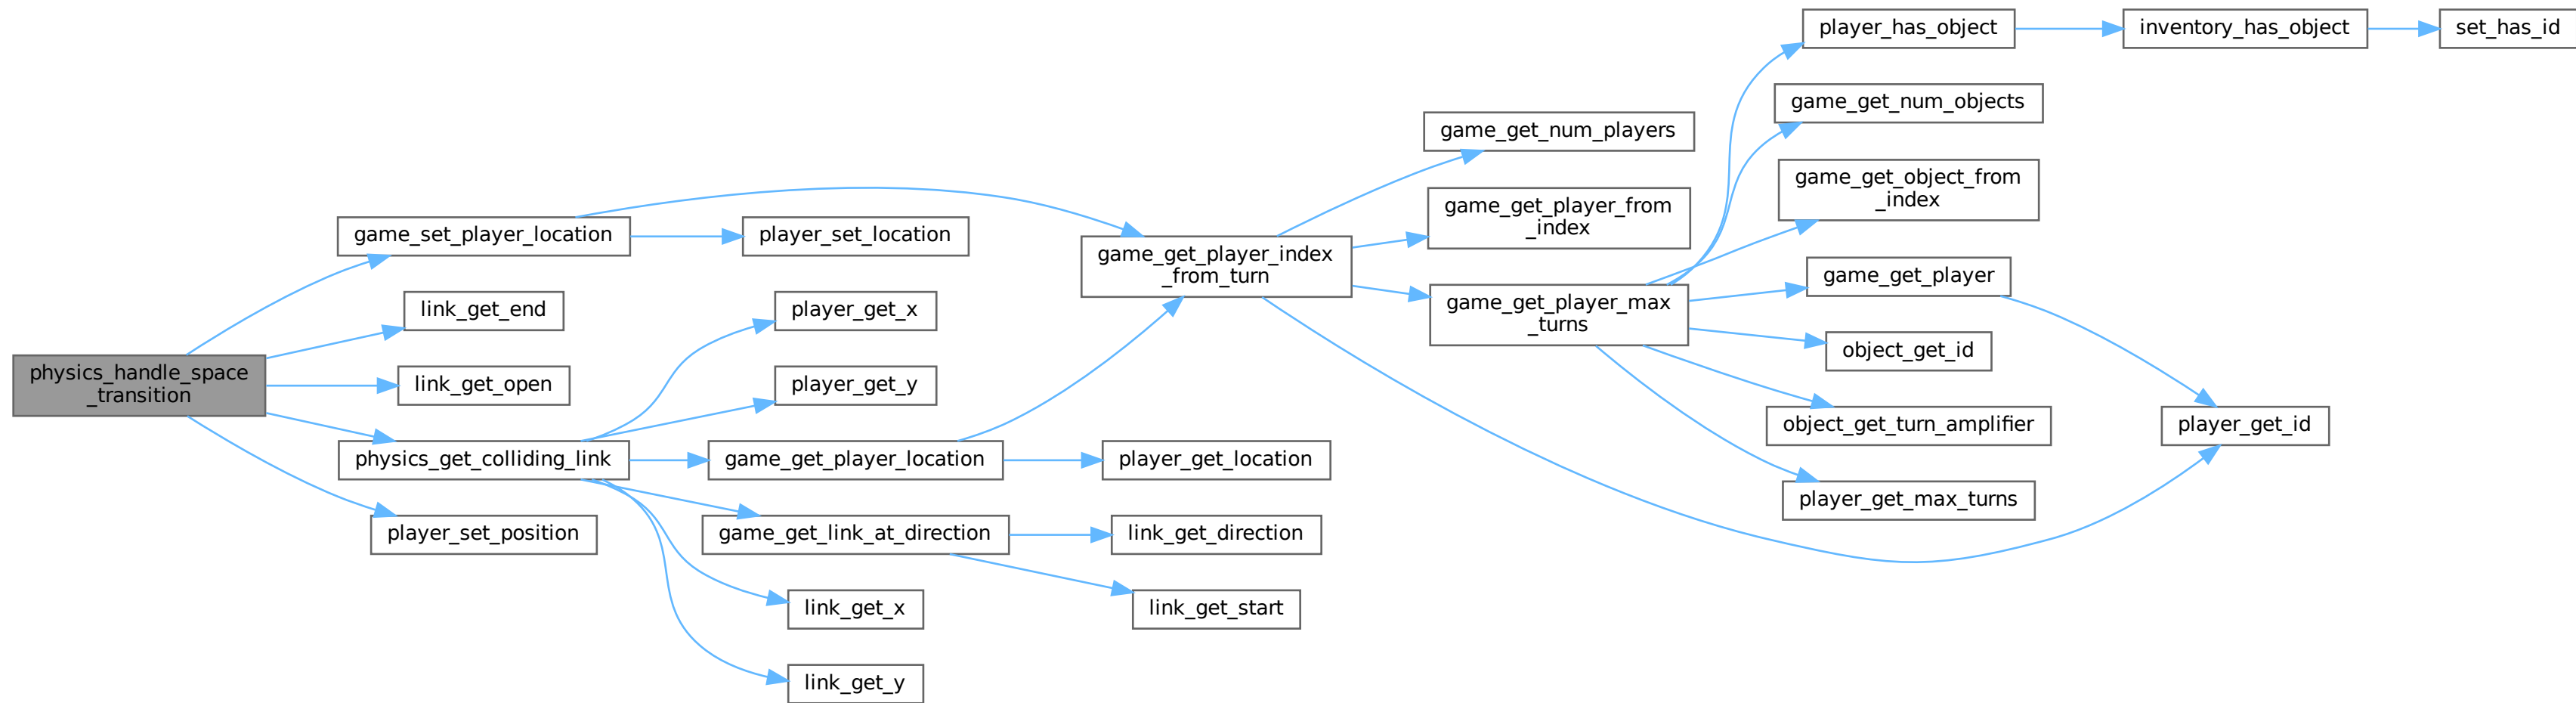 physics_handle_space
_transition
game_set_player_location
link_get_end
link_get_open
physics_get_colliding_link
player_set_position
player_set_location
player_get_x
player_get_y
game_get_player_location
game_get_link_at_direction
link_get_x
link_get_y
game_get_player_index
_from_turn
player_get_location
link_get_direction
link_get_start
game_get_num_players
game_get_player_from
_index
game_get_player_max
_turns
player_has_object
game_get_num_objects
game_get_object_from
_index
game_get_player
object_get_id
object_get_turn_amplifier
player_get_max_turns
inventory_has_object
player_get_id
set_has_id